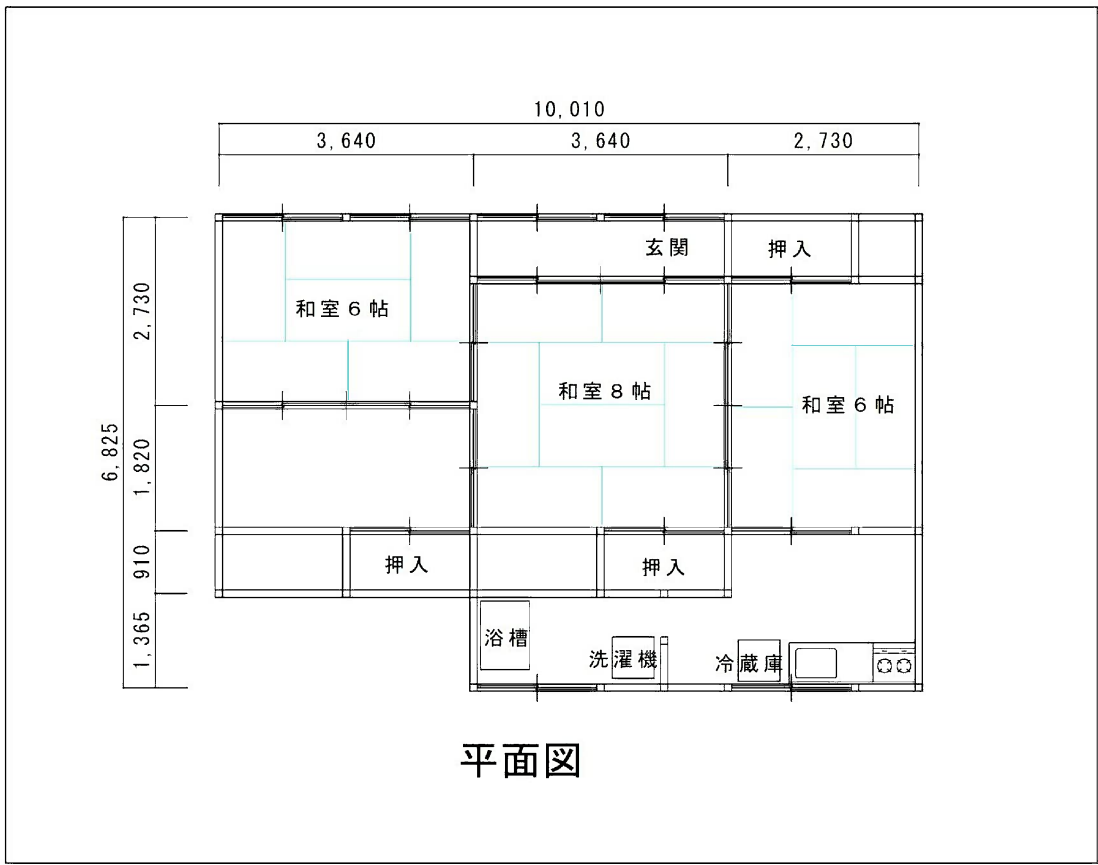 10,010
3,640
3,640
2,730
玄関
押入
和室６帖
2,730
和室８帖
和室６帖
6,825
1,820
910
押入
押入
1,365
浴槽
洗濯機
冷蔵庫
平面図